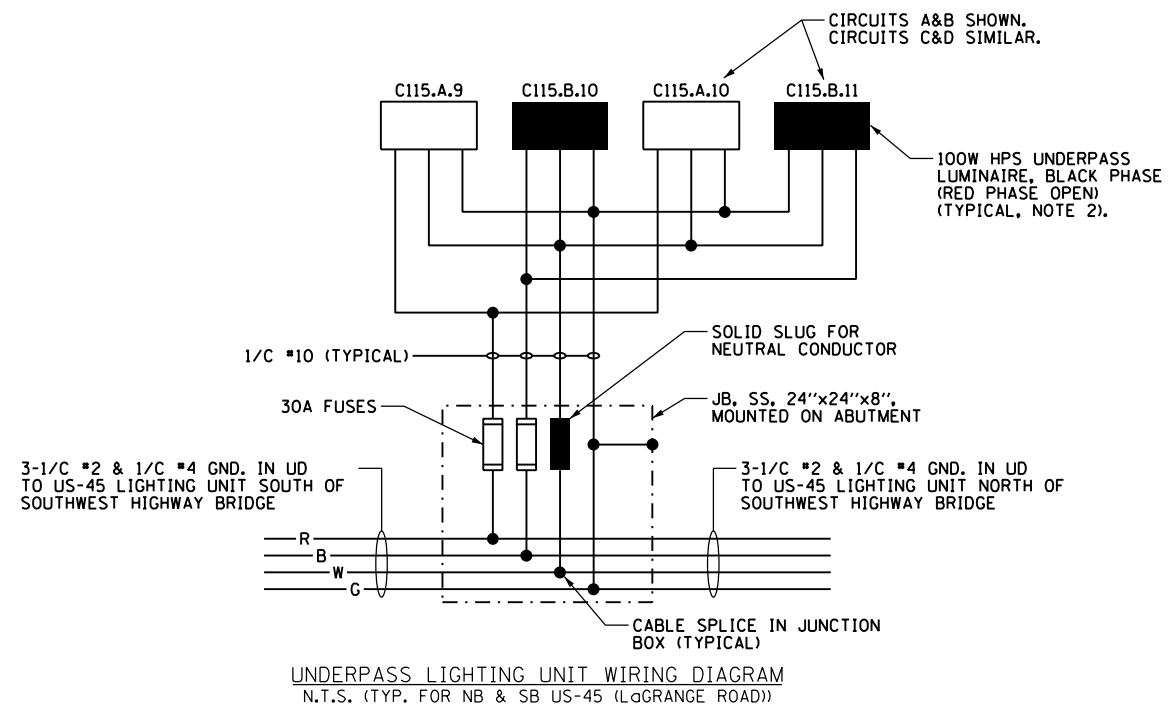 CIRCUITS A&B SHOWN.
CIRCUITS C&D SIMILAR.
C115.A.9
C115.B.10
C115.A.10
C115.B.11
100W HPS UNDERPASS
LUMINAIRE, BLACK PHASE
(RED PHASE OPEN)
(TYPICAL, NOTE 2).
SOLID SLUG FOR
NEUTRAL CONDUCTOR
1/C #10 (TYPICAL)
30A FUSES
JB, SS, 24"x24"x8",
MOUNTED ON ABUTMENT
3-1/C #2 & 1/C #4 GND. IN UD
TO US-45 LIGHTING UNIT SOUTH OF
SOUTHWEST HIGHWAY BRIDGE
3-1/C #2 & 1/C #4 GND. IN UD
TO US-45 LIGHTING UNIT NORTH OF
SOUTHWEST HIGHWAY BRIDGE
R
B
W
G
CABLE SPLICE IN JUNCTION
BOX (TYPICAL)
UNDERPASS LIGHTING UNIT WIRING DIAGRAM
N.T.S. (TYP. FOR NB & SB US-45 (LaGRANGE ROAD))